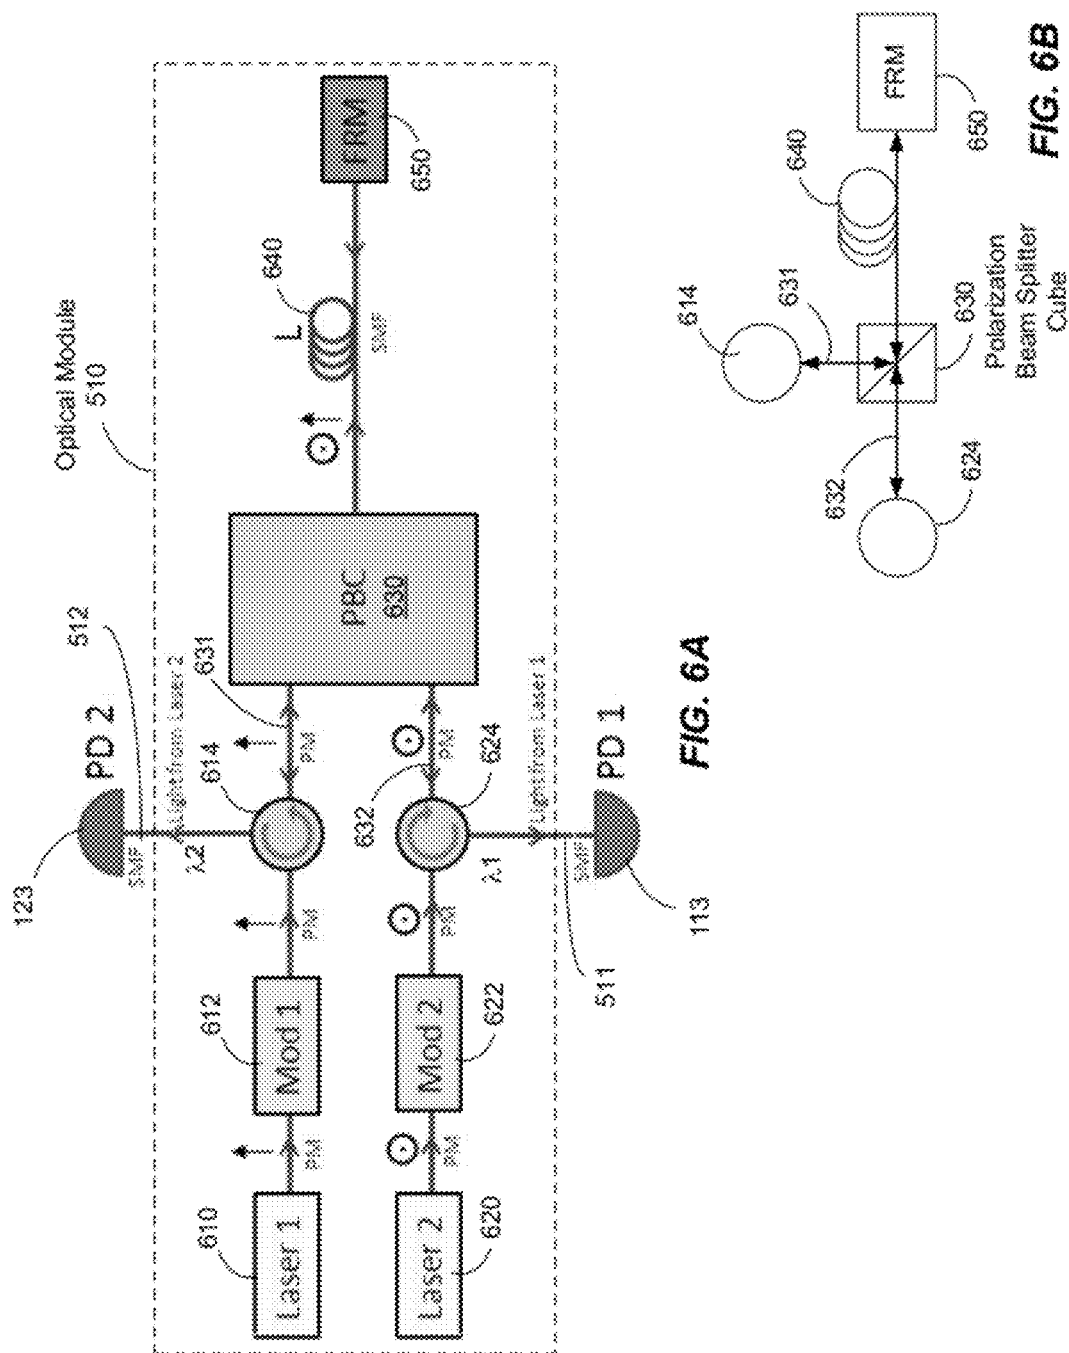 Optical Module
510
123
PD 2
512
SMF
Light from Laser 2
λ2
610
Laser 1
PM
612
Mod 1
PM
614
PM
631
PBC
630
L
640
SMF
FRM
650
Laser 2
620
PM
Mod 2
622
PM
632
624
PM
λ1
Light from Laser 1
SMF
511
113
PD 1
FIG. 6A
614
631
640
FRM
650
632
624
630
Polarization
Beam Splitter
Cube
FIG. 6B